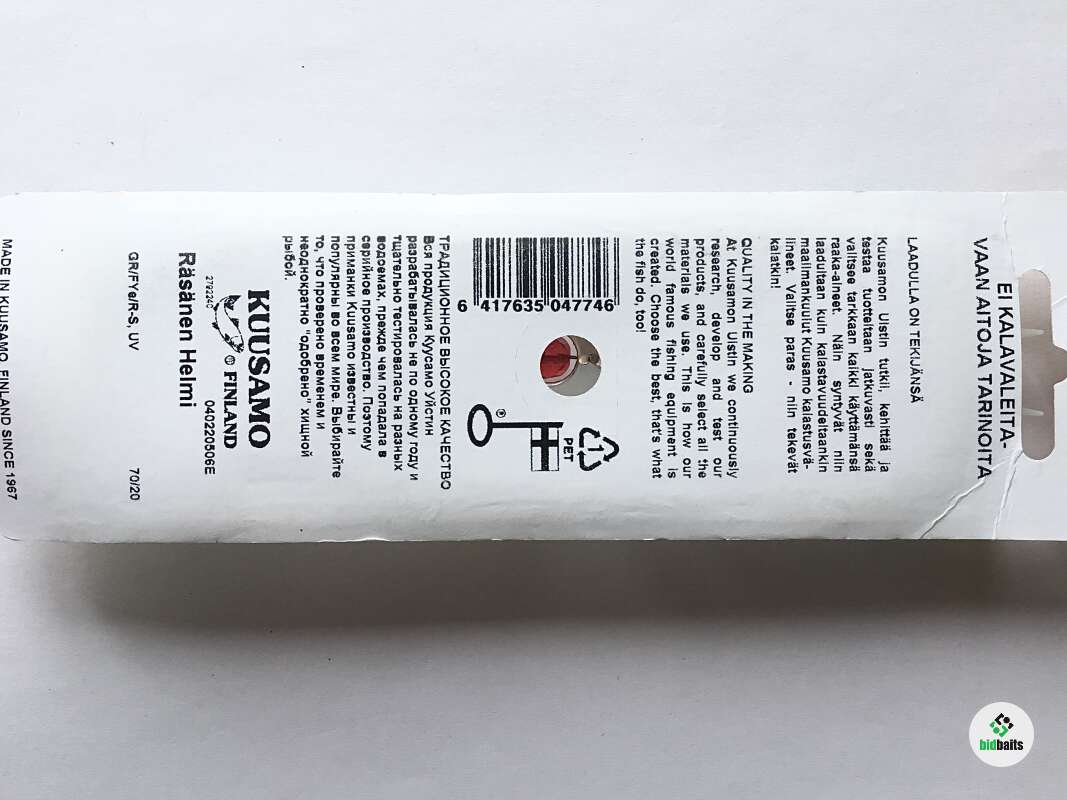 EI KALAVALEITA-
VAAN AITOJA TARINOITA
LAADULLA ON TEKIJÄNSÄ
Kuusamon Uistin tutkii, kehittää ja
testaa tuotteitaan jatkuvasti sekä
valitsee tarkkaan kaikki käyttämänsä
raaka-aineet. Näin syntyvät niin
laadultaan kuin kalastavuudeltaankin
maailmankuulut Kuusamo kalastusvä-
lineet. Valitse paras - niin tekevät
kalatkin!
QUALITY IN THE MAKING
At Kuusamon Uistin we continuously
research, develop and test our
products, and carefully select all the
materials we use. This is how our
world famous fishing equipment is
created. Choose the best, that's what
the fish do, too!
6 417635 047746
1
PET
®
ТРАДИЦИОННОЕ ВЫСОКОЕ КАЧЕСТВО
Вся продукция Куусамо Уистин
разрабатывалась не по одному году и
тщательно тестировалась на разных
водоемах, прежде чем попадала в
серийное производство. Поэтому
приманки Kuusamo известны и
популярны во всем мире. Выбирайте
то, что проверено временем и
неоднократно "одобрено" хищной
рыбой.
KUUSAMO
® FINLAND
040220506E
Räsänen Helmi
GR/FYe/R-S, UV 70/20
MADE IN KUUSAMO, FINLAND SINCE 1967
bidbaits